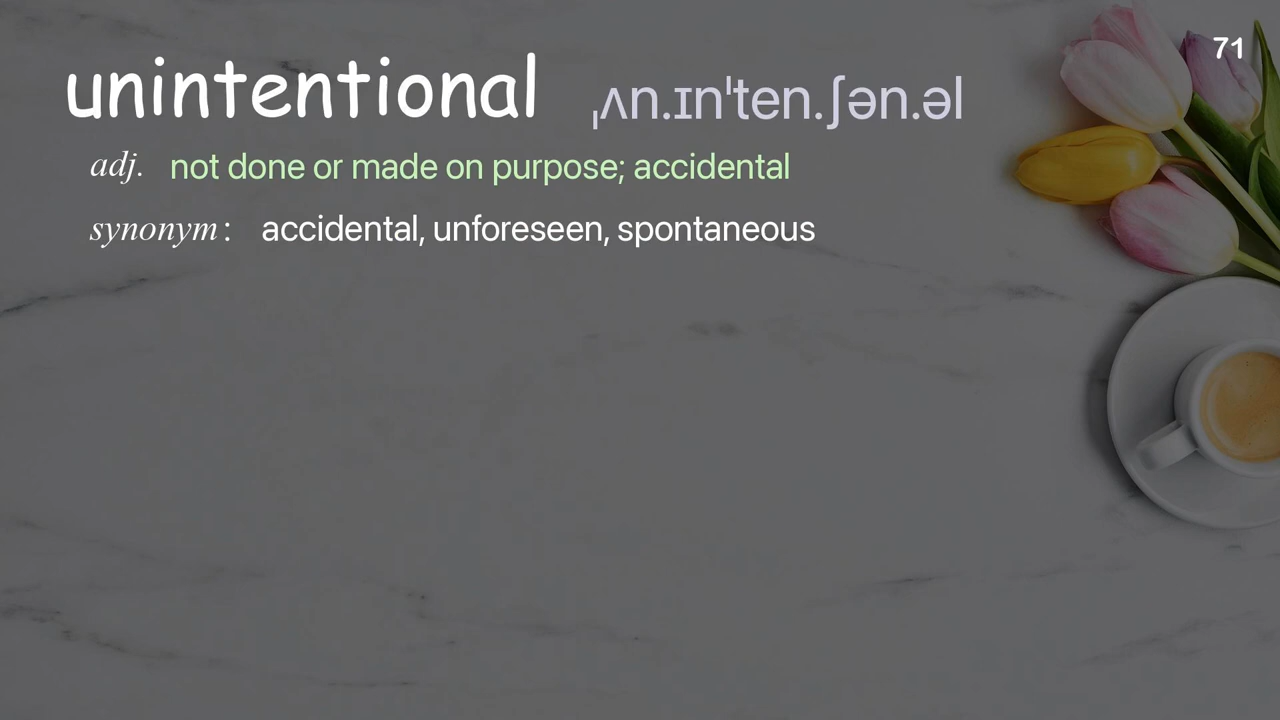 71
unintentional ˌʌn.ɪnˈten.ʃən.əl
adj. not done or made on purpose; accidental
synonym: accidental, unforeseen, spontaneous